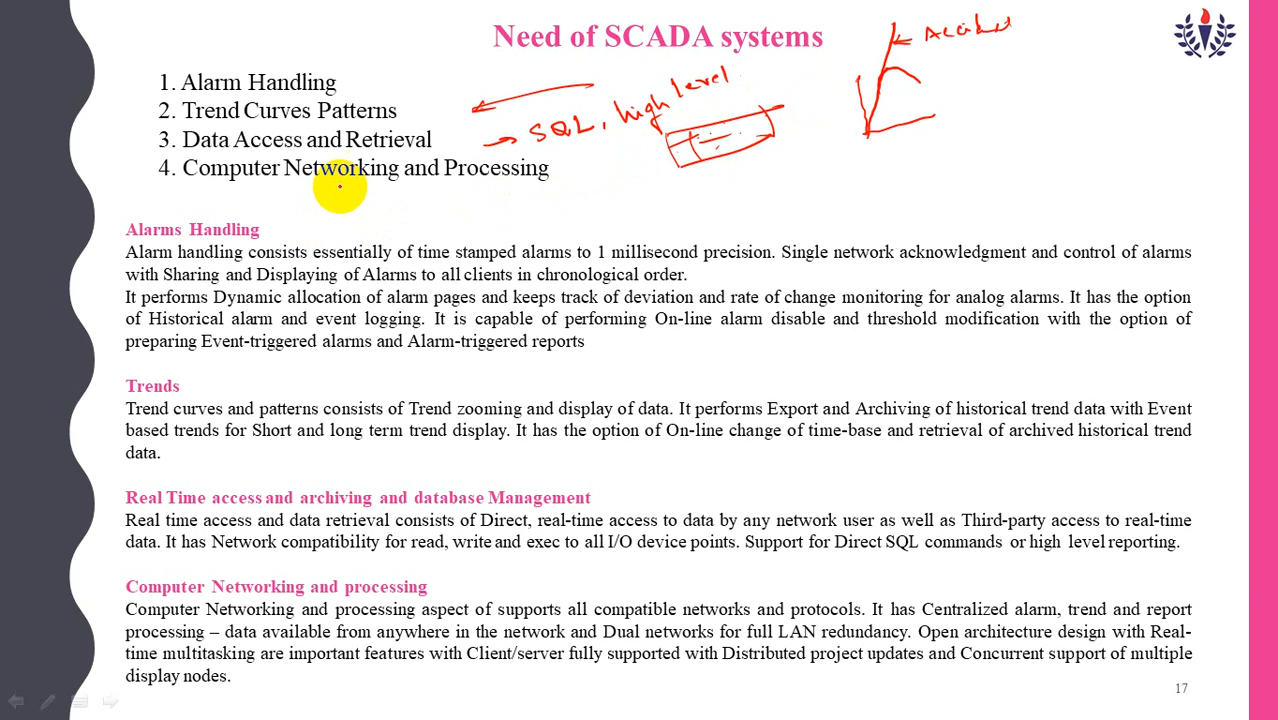 Need of SCADA systems
1. Alarm Handling
2. Trend Curves Patterns
3. Data Access and Retrieval
4. Computer Networking and Processing
→ SQL, high level
Alarms Handling
Alarm handling consists essentially of time stamped alarms to 1 millisecond precision. Single network acknowledgment and control of alarms
with Sharing and Displaying of Alarms to all clients in chronological order.
It performs Dynamic allocation of alarm pages and keeps track of deviation and rate of change monitoring for analog alarms. It has the option
of Historical alarm and event logging. It is capable of performing On-line alarm disable and threshold modification with the option of
preparing Event-triggered alarms and Alarm-triggered reports
Trends
Trend curves and patterns consists of Trend zooming and display of data. It performs Export and Archiving of historical trend data with Event
based trends for Short and long term trend display. It has the option of On-line change of time-base and retrieval of archived historical trend
data.
Real Time access and archiving and database Management
Real time access and data retrieval consists of Direct, real-time access to data by any network user as well as Third-party access to real-time
data. It has Network compatibility for read, write and exec to all I/O device points. Support for Direct SQL commands or high level reporting.
Computer Networking and processing
Computer Networking and processing aspect of supports all compatible networks and protocols. It has Centralized alarm, trend and report
processing – data available from anywhere in the network and Dual networks for full LAN redundancy. Open architecture design with Real-
time multitasking are important features with Client/server fully supported with Distributed project updates and Concurrent support of multiple
display nodes.
17